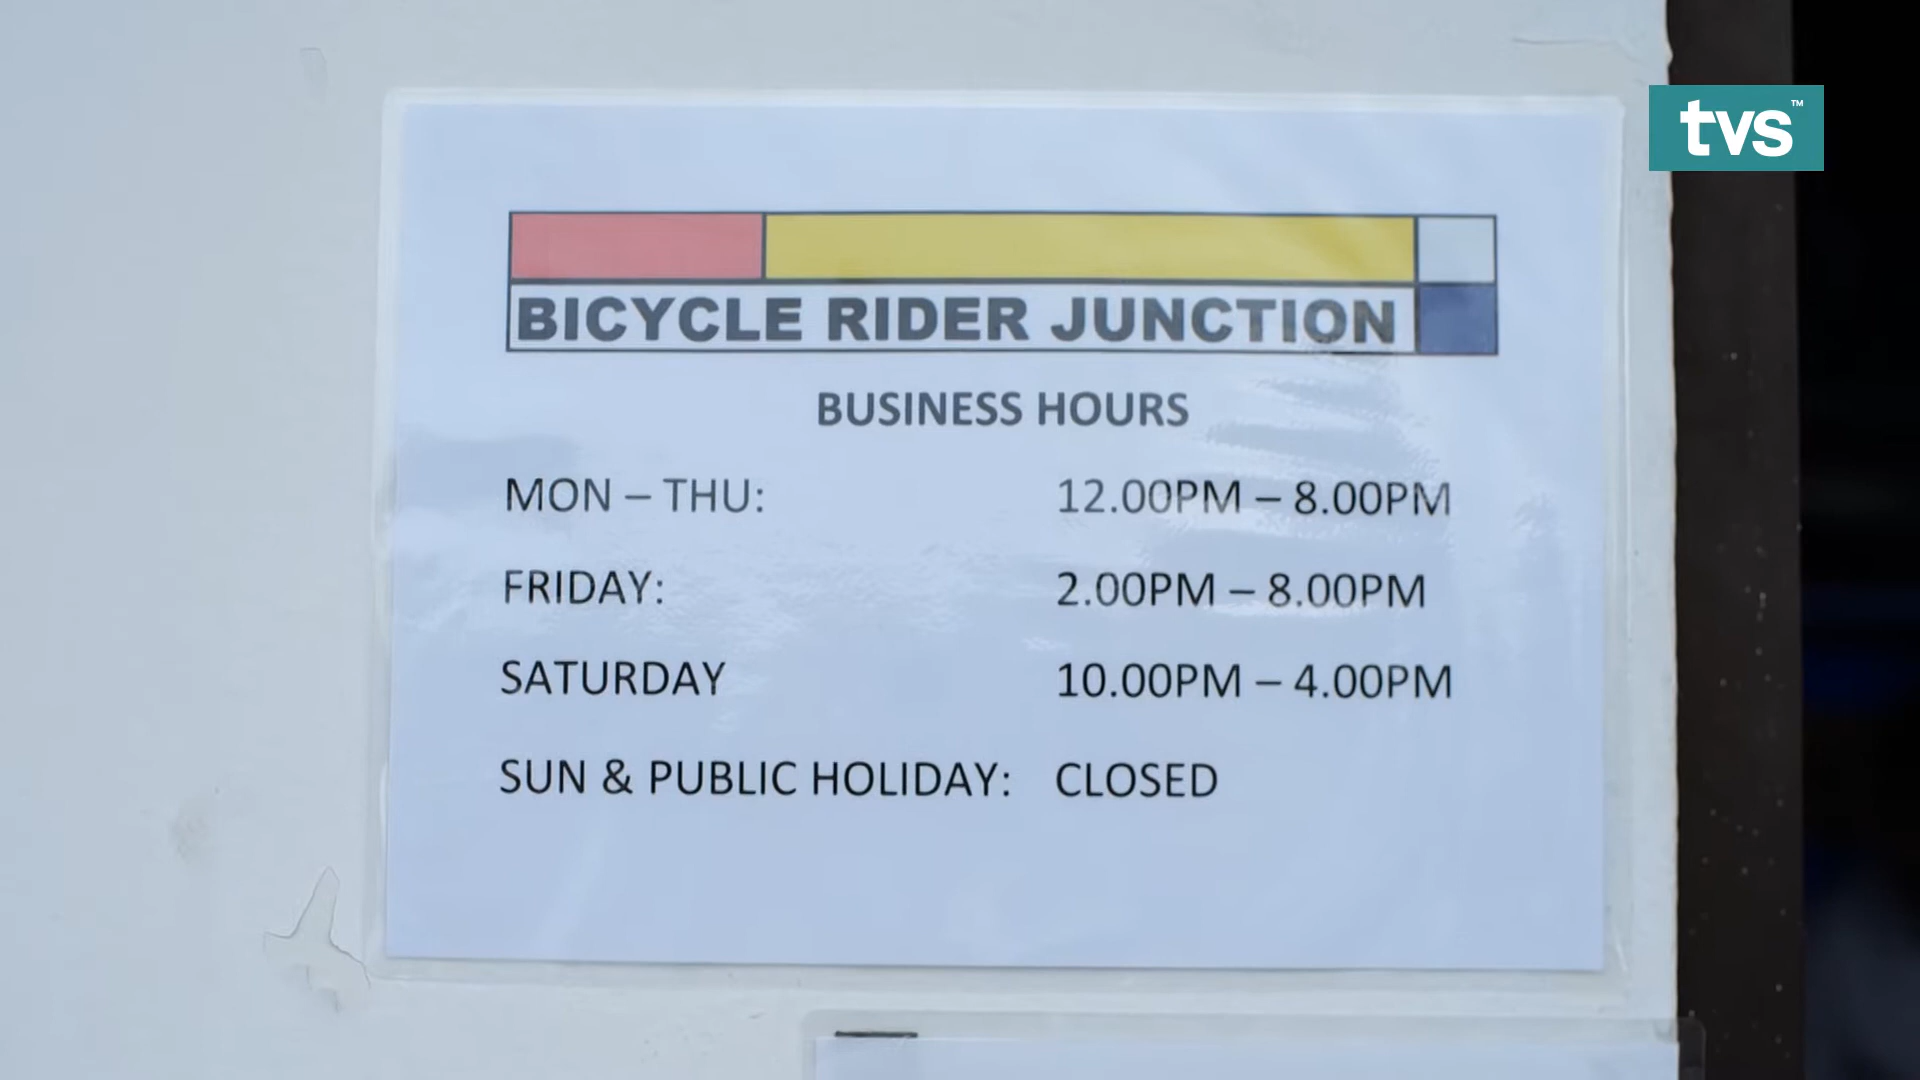 tvs™
BICYCLE RIDER JUNCTION
BUSINESS HOURS
MON – THU: 12.00PM – 8.00PM
FRIDAY: 2.00PM – 8.00PM
SATURDAY 10.00PM – 4.00PM
SUN & PUBLIC HOLIDAY: CLOSED